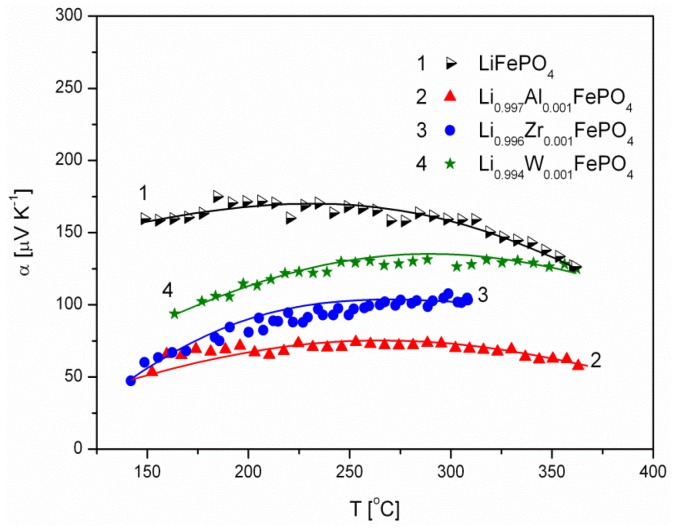 300
250
200
150
100
50
0
α [μV K⁻¹]
1 LiFePO₄
2 Li₀.₉₉₇Al₀.₀₀₁FePO₄
3 Li₀.₉₉₆Zr₀.₀₀₁FePO₄
4 Li₀.₉₉₄W₀.₀₀₁FePO₄
1
4
3
2
150 200 250 300 350 400
T [°C]